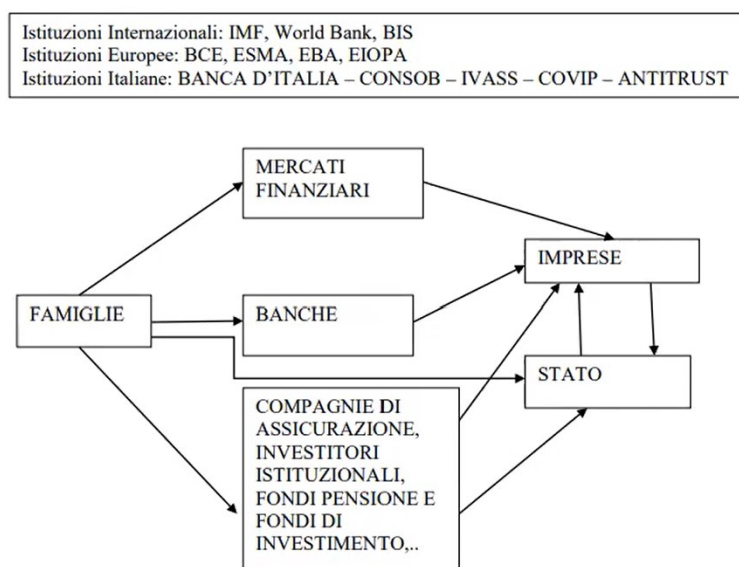 Istituzioni Internazionali: IMF, World Bank, BIS
Istituzioni Europee: BCE, ESMA, EBA, EIOPA
Istituzioni Italiane: BANCA D'ITALIA – CONSOB – IVASS – COVIP – ANTITRUST
MERCATI
FINANZIARI
IMPRESE
FAMIGLIE
BANCHE
STATO
COMPAGNIE DI
ASSICURAZIONE,
INVESTITORI
ISTITUZIONALI,
FONDI PENSIONE E
FONDI DI
INVESTIMENTO,..